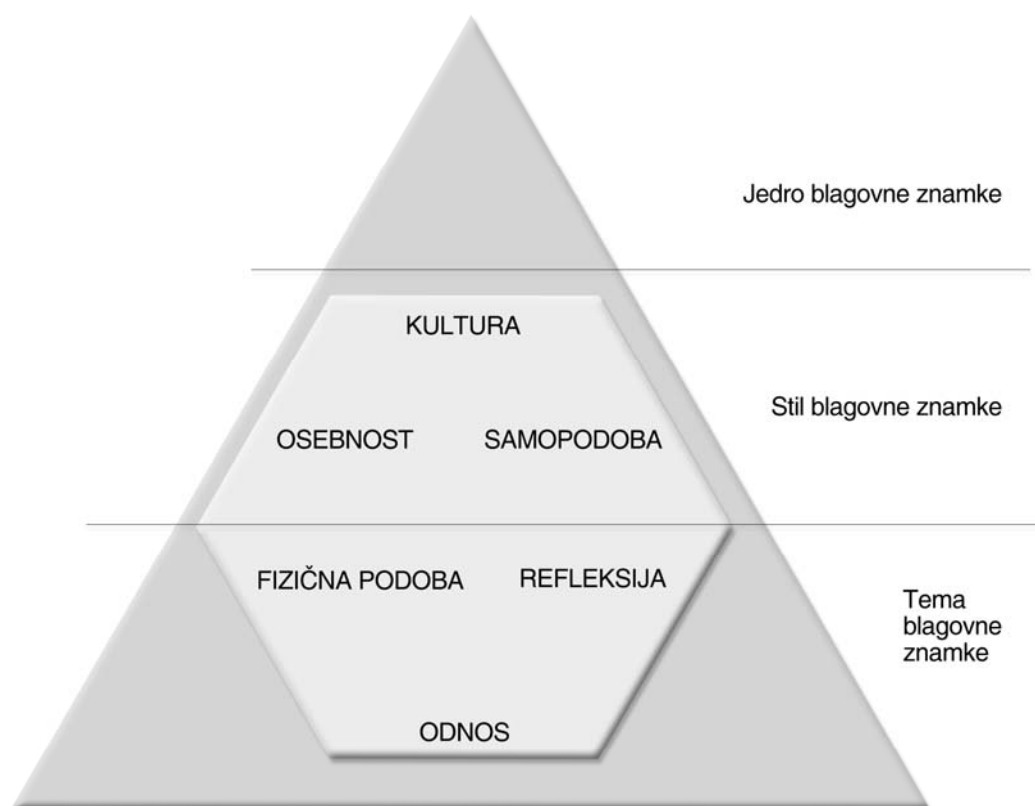 Jedro blagovne znamke
KULTURA
Stil blagovne znamke
OSEBNOST
SAMOPODOBA
FIZIČNA PODOBA
REFLEKSIJA
Tema
blagovne
znamke
ODNOS